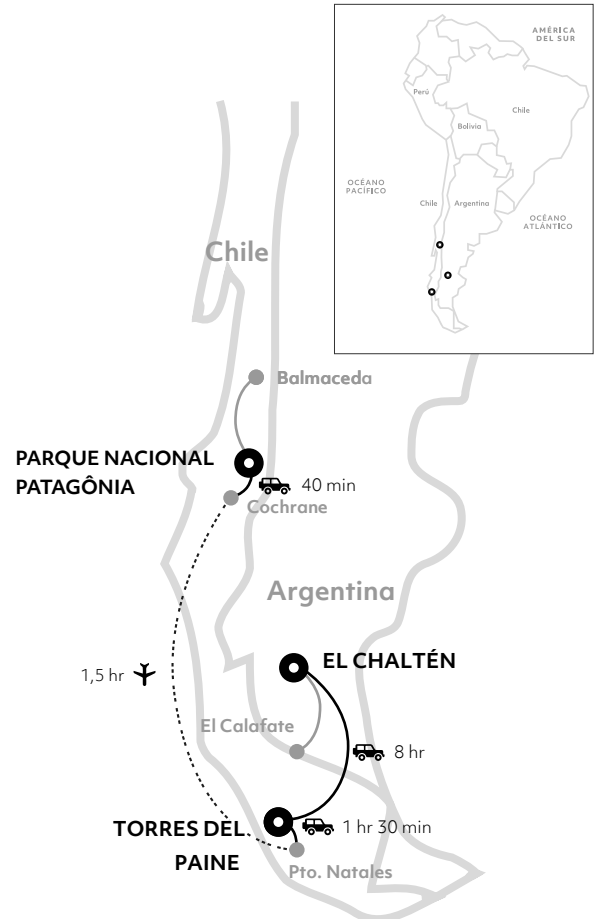 AMÉRICA
DEL SUR
Perú
Chile
Bolivia
OCÉANO
PACÍFICO
Chile
Argentina
OCÉANO
ATLÁNTICO
Chile
Balmaceda
PARQUE NACIONAL
PATAGÔNIA
40 min
Cochrane
Argentina
EL CHALTÉN
1,5 hr
El Calafate
8 hr
TORRES DEL
PAINE
1 hr 30 min
Pto. Natales